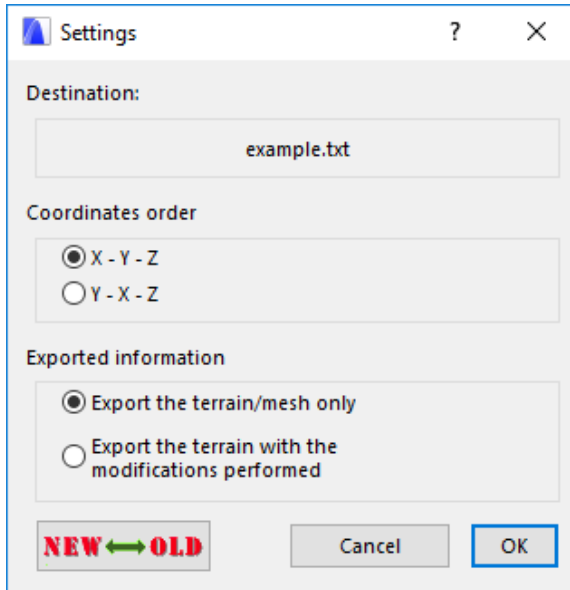 Settings
?
Destination:
example.txt
Coordinates order
X - Y - Z
Y - X - Z
Exported information
Export the terrain/mesh only
Export the terrain with the
modifications performed
NEW OLD
Cancel
OK